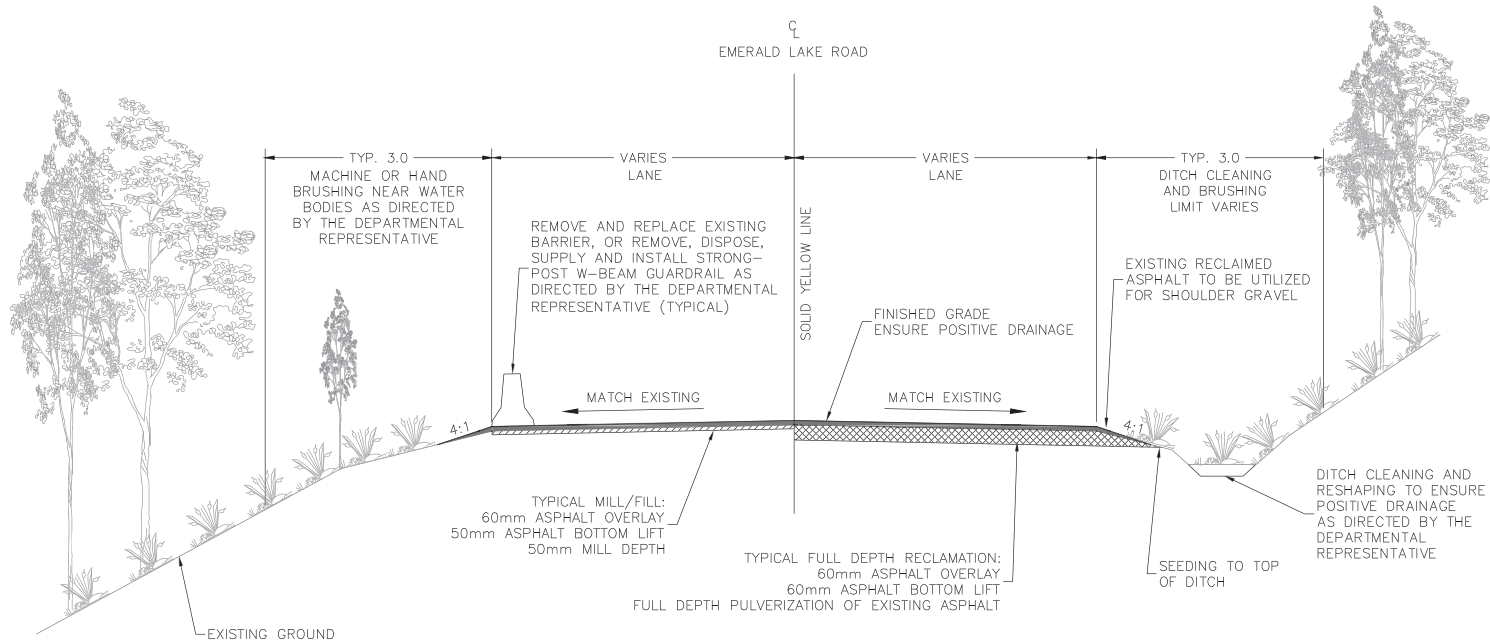 ℄
EMERALD LAKE ROAD
TYP. 3.0
MACHINE OR HAND
BRUSHING NEAR WATER
BODIES AS DIRECTED
BY THE DEPARTMENTAL
REPRESENTATIVE
VARIES
LANE
VARIES
LANE
TYP. 3.0
DITCH CLEANING
AND BRUSHING
LIMIT VARIES
REMOVE AND REPLACE EXISTING
BARRIER, OR REMOVE, DISPOSE,
SUPPLY AND INSTALL STRONG-
POST W-BEAM GUARDRAIL AS
DIRECTED BY THE DEPARTMENTAL
REPRESENTATIVE (TYPICAL)
SOLID YELLOW LINE
EXISTING RECLAIMED
ASPHALT TO BE UTILIZED
FOR SHOULDER GRAVEL
FINISHED GRADE
ENSURE POSITIVE DRAINAGE
MATCH EXISTING
MATCH EXISTING
4:1
4:1
TYPICAL MILL/FILL:
60mm ASPHALT OVERLAY
50mm ASPHALT BOTTOM LIFT
50mm MILL DEPTH
TYPICAL FULL DEPTH RECLAMATION:
60mm ASPHALT OVERLAY
60mm ASPHALT BOTTOM LIFT
FULL DEPTH PULVERIZATION OF EXISTING ASPHALT
SEEDING TO TOP
OF DITCH
DITCH CLEANING AND
RESHAPING TO ENSURE
POSITIVE DRAINAGE
AS DIRECTED BY THE
DEPARTMENTAL
REPRESENTATIVE
EXISTING GROUND